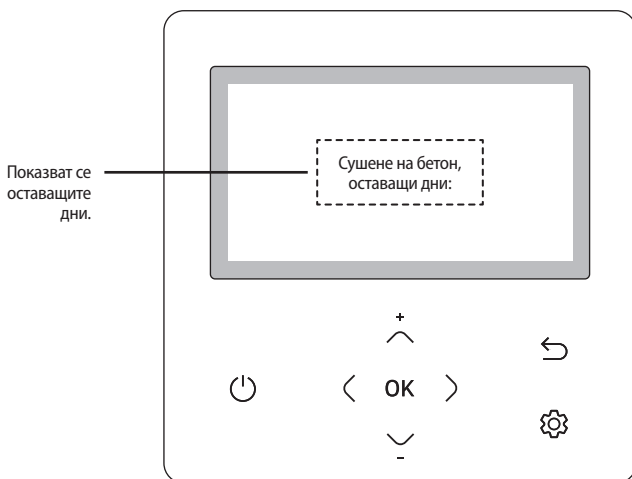 Показват се
оставащите
дни.
Сушене на бетон,
оставащи дни:
+
OK
-